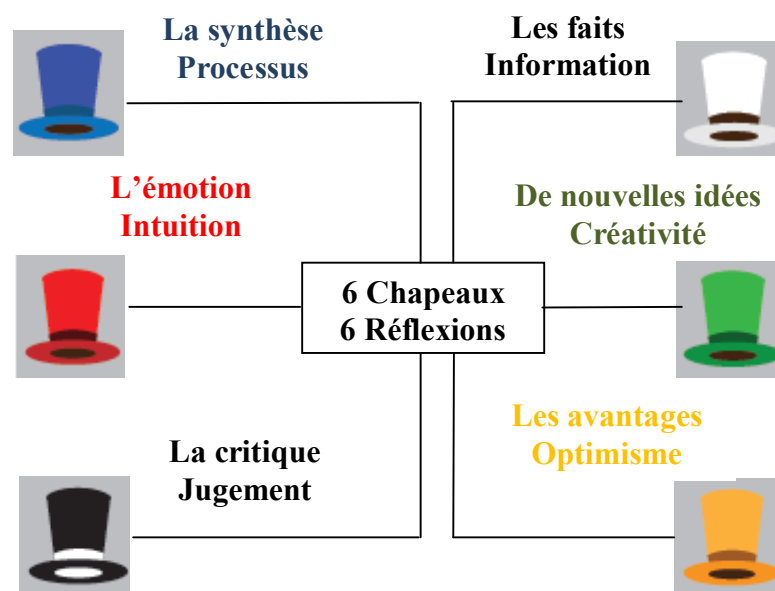 La synthèse
Processus
Les faits
Information
L'émotion
Intuition
De nouvelles idées
Créativité
6 Chapeaux
6 Réflexions
La critique
Jugement
Les avantages
Optimisme